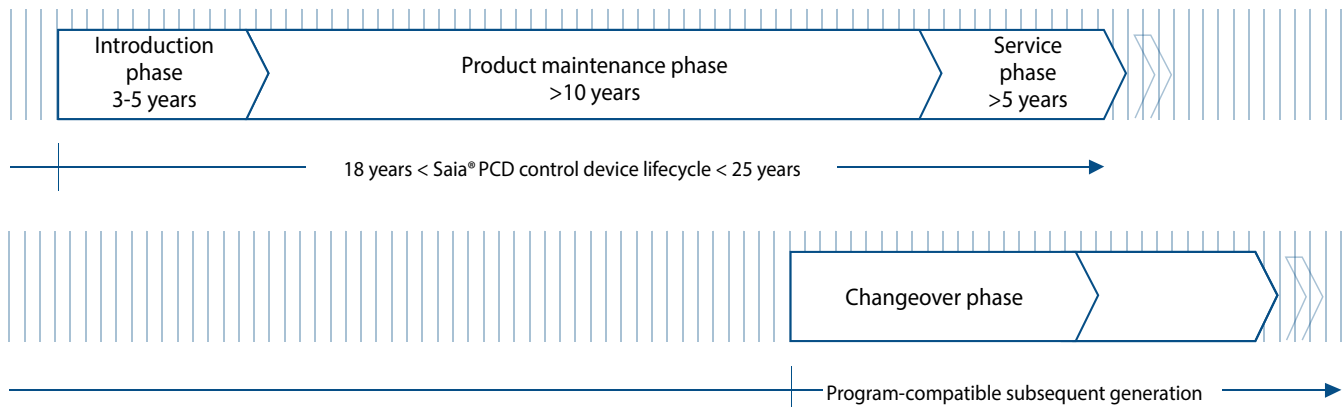 Introduction
phase
3-5 years
Product maintenance phase
>10 years
Service
phase
>5 years
18 years < Saia® PCD control device lifecycle < 25 years
Changeover phase
Program-compatible subsequent generation